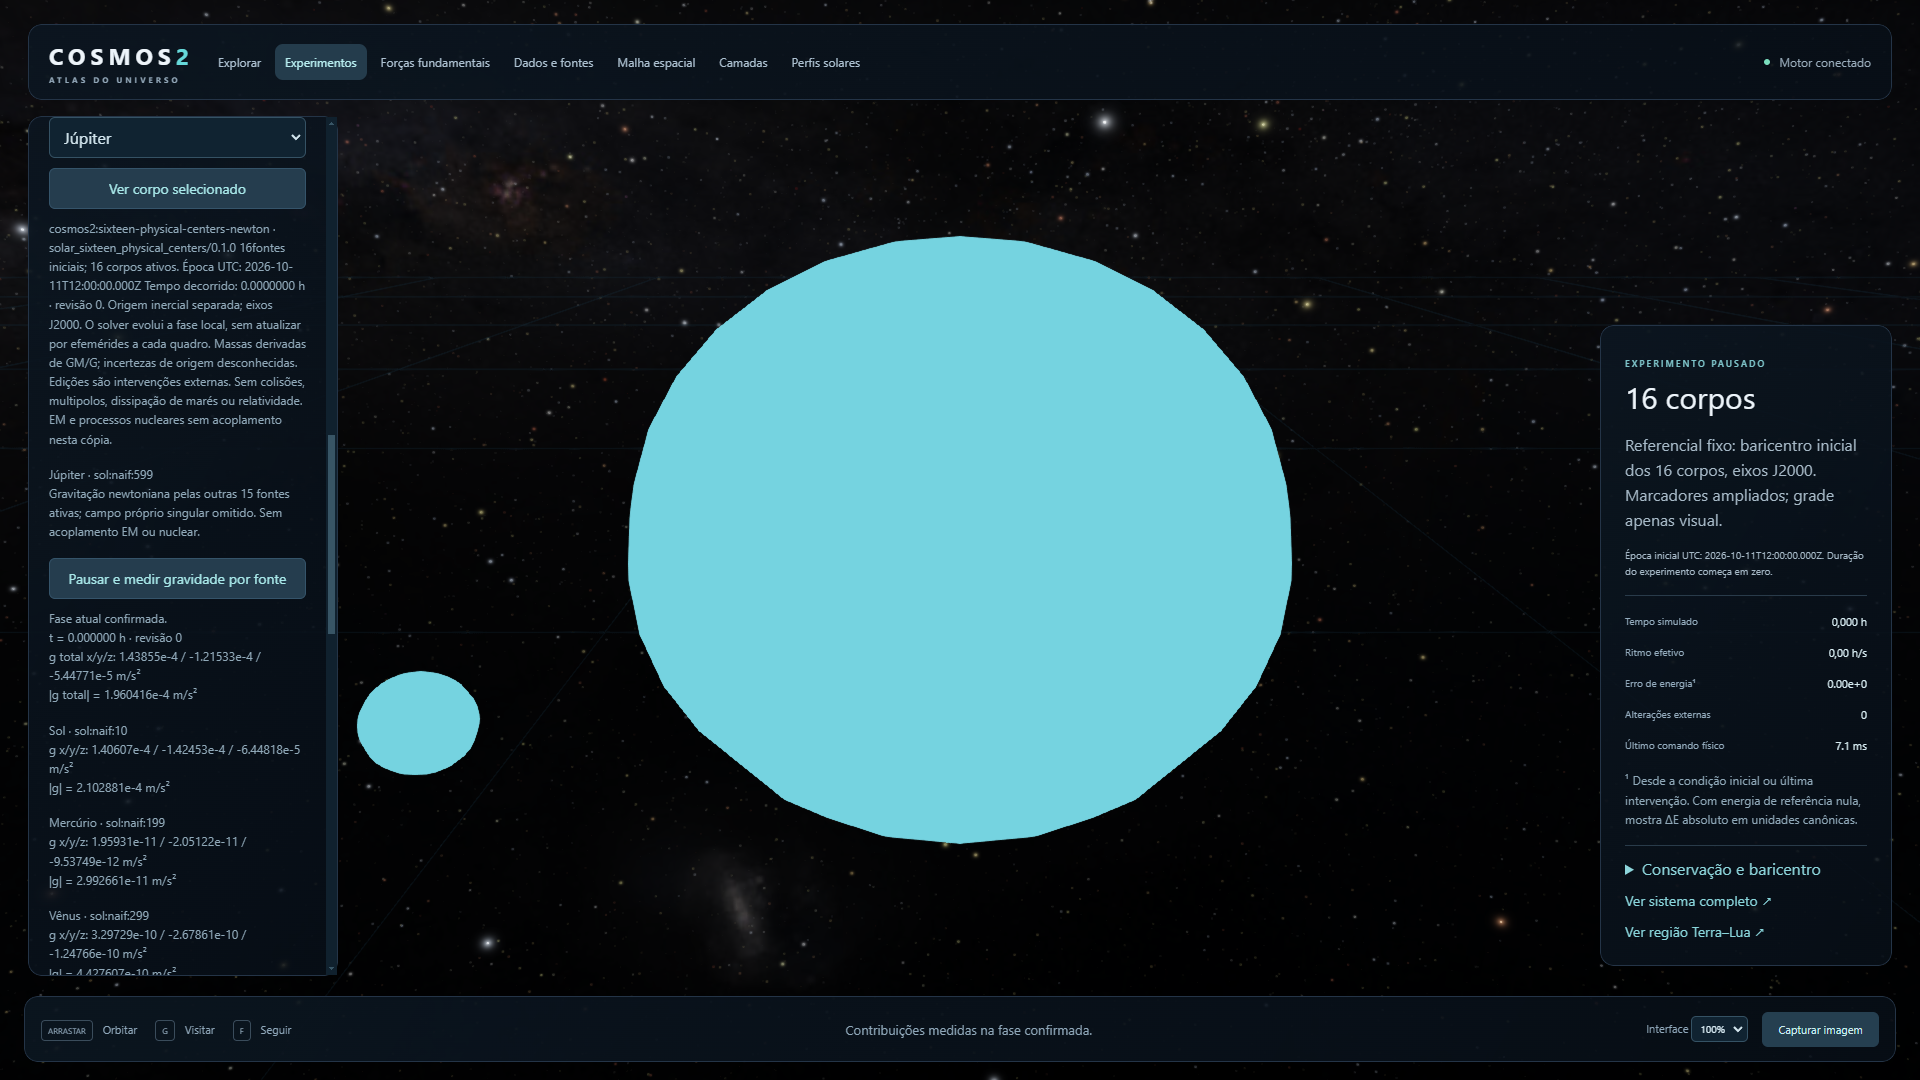 COSMOS2
ATLAS DO UNIVERSO
Explorar
Experimentos
Forças fundamentais
Dados e fontes
Malha espacial
Camadas
Perfis solares
Motor conectado
Júpiter
Ver corpo selecionado
cosmos2:sixteen-physical-centers-newton ·
solar_sixteen_physical_centers/0.1.0 16fontes
iniciais; 16 corpos ativos. Época UTC: 2026-10-
11T12:00:00.000Z Tempo decorrido: 0.0000000 h
· revisão 0. Origem inercial separada; eixos
J2000. O solver evolui a fase local, sem atualizar
por efemérides a cada quadro. Massas derivadas
de GM/G; incertezas de origem desconhecidas.
Edições são intervenções externas. Sem colisões,
multipolos, dissipação de marés ou relatividade.
EM e processos nucleares sem acoplamento
nesta cópia.
Júpiter · sol:naif:599
Gravitação newtoniana pelas outras 15 fontes
ativas; campo próprio singular omitido. Sem
acoplamento EM ou nuclear.
Pausar e medir gravidade por fonte
Fase atual confirmada.
t = 0.000000 h · revisão 0
g total x/y/z: 1.43855e-4 / -1.21533e-4 /
-5.44771e-5 m/s²
|g total| = 1.960416e-4 m/s²
Sol · sol:naif:10
g x/y/z: 1.40607e-4 / -1.42453e-4 / -6.44818e-5
m/s²
|g| = 2.102881e-4 m/s²
Mercúrio · sol:naif:199
g x/y/z: 1.95931e-11 / -2.05122e-11 /
-9.53749e-12 m/s²
|g| = 2.992661e-11 m/s²
Vênus · sol:naif:299
g x/y/z: 3.29729e-10 / -2.67861e-10 /
-1.24766e-10 m/s²
|g| = 4.427607e-10 m/s²
EXPERIMENTO PAUSADO
16 corpos
Referencial fixo: baricentro inicial
dos 16 corpos, eixos J2000.
Marcadores ampliados; grade
apenas visual.
Época inicial UTC: 2026-10-11T12:00:00.000Z. Duração
do experimento começa em zero.
Tempo simulado 0,000 h
Ritmo efetivo 0,00 h/s
Erro de energia¹ 0.00e+0
Alterações externas 0
Último comando físico 7.1 ms
¹ Desde a condição inicial ou última
intervenção. Com energia de referência nula,
mostra ΔE absoluto em unidades canônicas.
▶ Conservação e baricentro
Ver sistema completo ↗
Ver região Terra–Lua ↗
ARRASTAR Orbitar G Visitar F Seguir
Contribuições medidas na fase confirmada.
Interface 100%
Capturar imagem